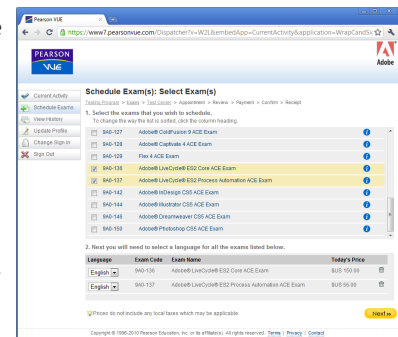 Pearson VUE
https://www7.pearsonvue.com/Dispatcher?v=W2L&embedApp=CurrentActivity&application=WrapCandS
PEARSON
VUE
Adobe
Current Activity
Schedule Exams
View History
Update Profile
Change Sign In
Sign Out
Schedule Exam(s): Select Exam(s)
Testing Program > Exam > Test Center > Appointment > Review > Payment > Confirm > Receipt
1. Select the exams that you wish to schedule.
To change the way the list is sorted, click the column heading.
9A0-127 Adobe® ColdFusion 9 ACE Exam
9A0-128 Adobe® Captivate 4 ACE Exam
9A0-129 Flex 4 ACE Exam
9A0-136 Adobe® LiveCycle® ES2 Core ACE Exam
9A0-137 Adobe® LiveCycle® ES2 Process Automation ACE Exam
9A0-142 Adobe® InDesign CS5 ACE Exam
9A0-144 Adobe® Illustrator CS5 ACE Exam
9A0-146 Adobe® Dreamweaver CS5 ACE Exam
9A0-150 Adobe® Photoshop CS5 ACE Exam
2. Next you will need to select a language for all the exams listed below.
Language Exam Code Exam Name Today's Price
English 9A0-136 Adobe® LiveCycle® ES2 Core ACE Exam $US 150.00
English 9A0-137 Adobe® LiveCycle® ES2 Process Automation ACE Exam
Prices do not include any local taxes which may be applicable.
Next
Copyright © 1996-2010 Pearson Education, Inc. or its affiliate(s). All rights reserved. Terms | Privacy | Contact